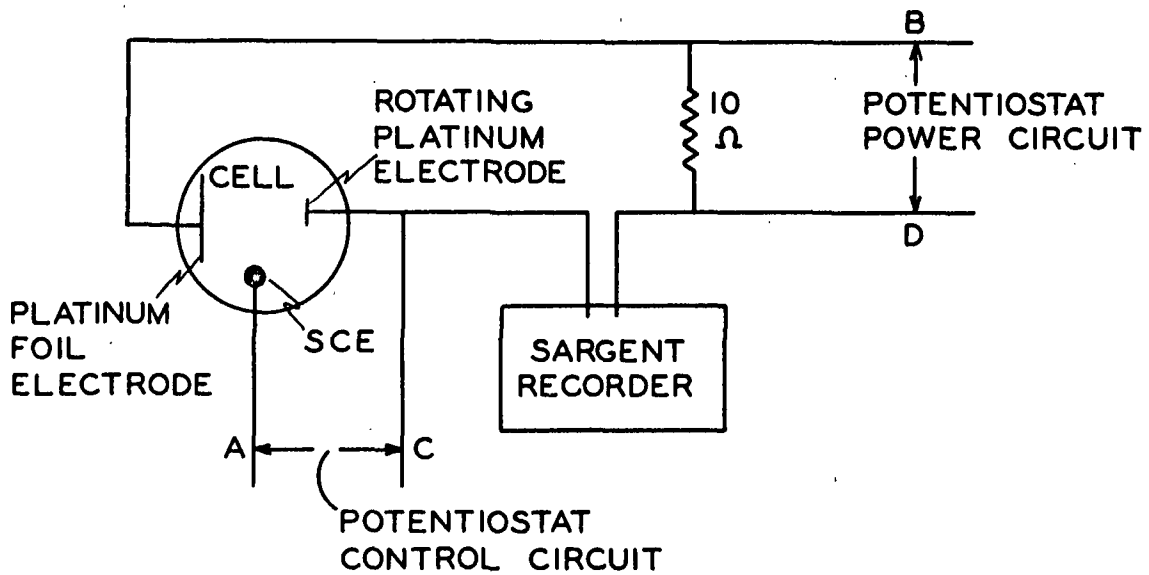 B
ROTATING
PLATINUM
ELECTRODE
10
Ω
POTENTIOSTAT
POWER CIRCUIT
CELL
D
PLATINUM
FOIL
ELECTRODE
SCE
SARGENT
RECORDER
A
C
POTENTIOSTAT
CONTROL CIRCUIT